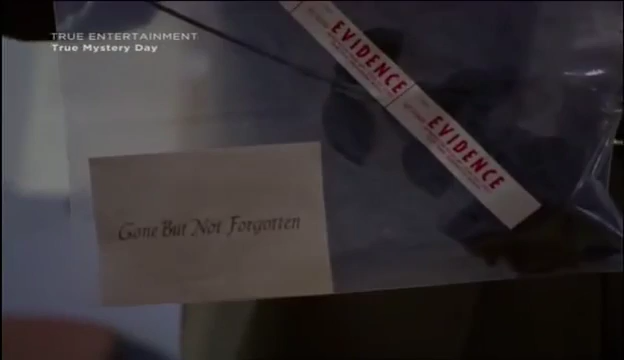 TRUE ENTERTAINMENT
True Mystery Day
EVIDENCE
EVIDENCE
Gone But Not Forgotten